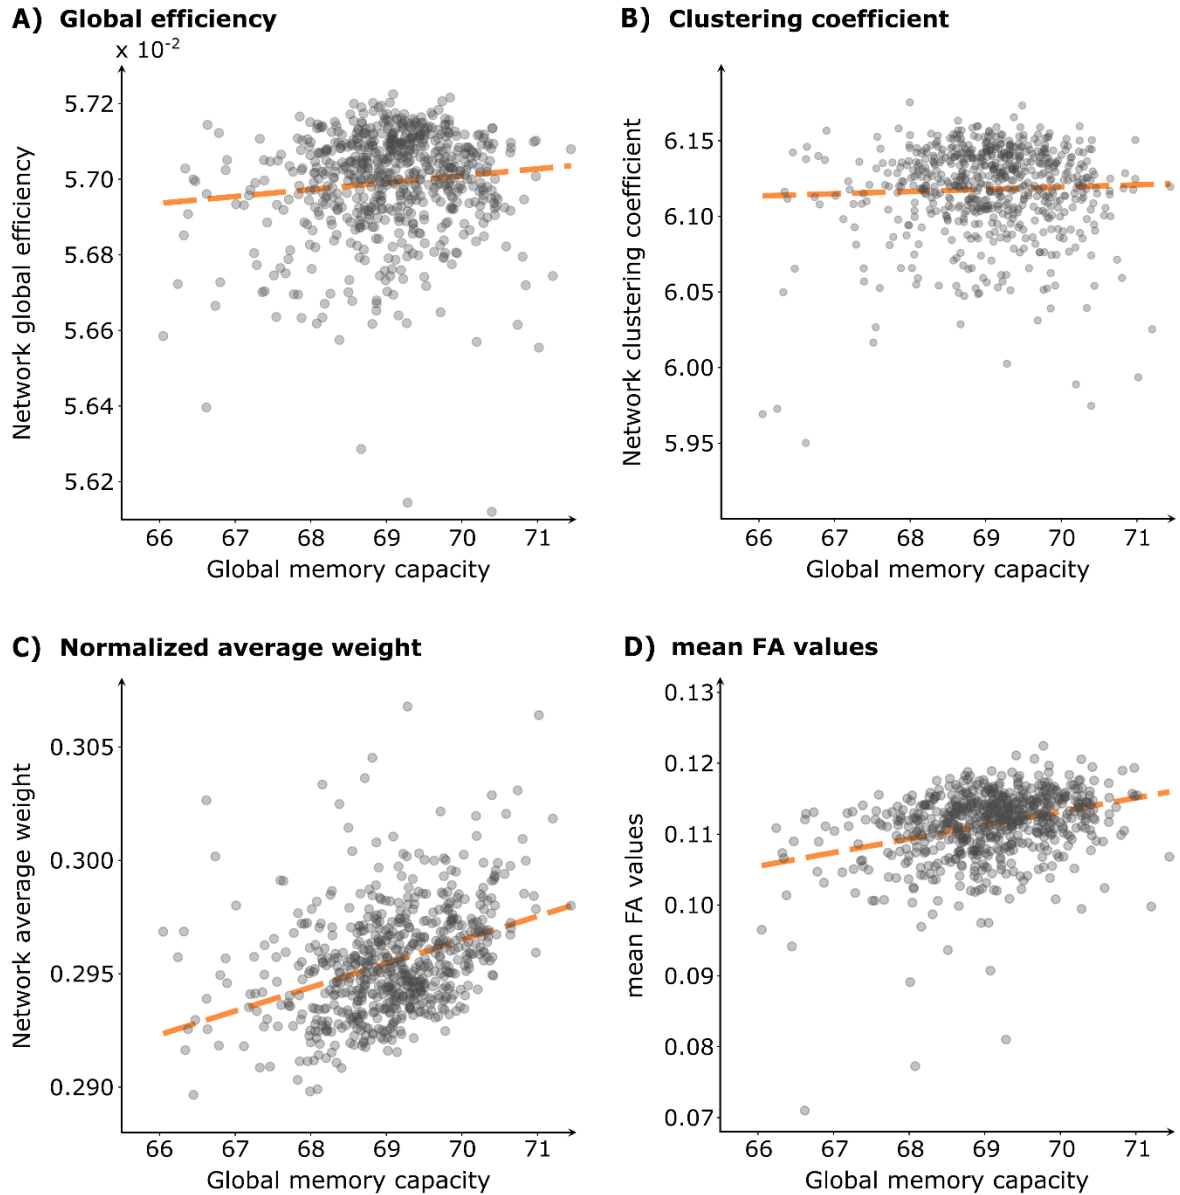 A) Global efficiency
x 10-2
5.72
5.70
5.68
5.66
5.64
5.62
Network global efficiency
66 67 68 69 70 71
Global memory capacity
B) Clustering coefficient
6.15
6.10
6.05
6.00
5.95
Network clustering coefficient
66 67 68 69 70 71
Global memory capacity
C) Normalized average weight
0.305
0.300
0.295
0.290
Network average weight
66 67 68 69 70 71
Global memory capacity
D) mean FA values
0.13
0.12
0.11
0.10
0.09
0.08
0.07
mean FA values
66 67 68 69 70 71
Global memory capacity